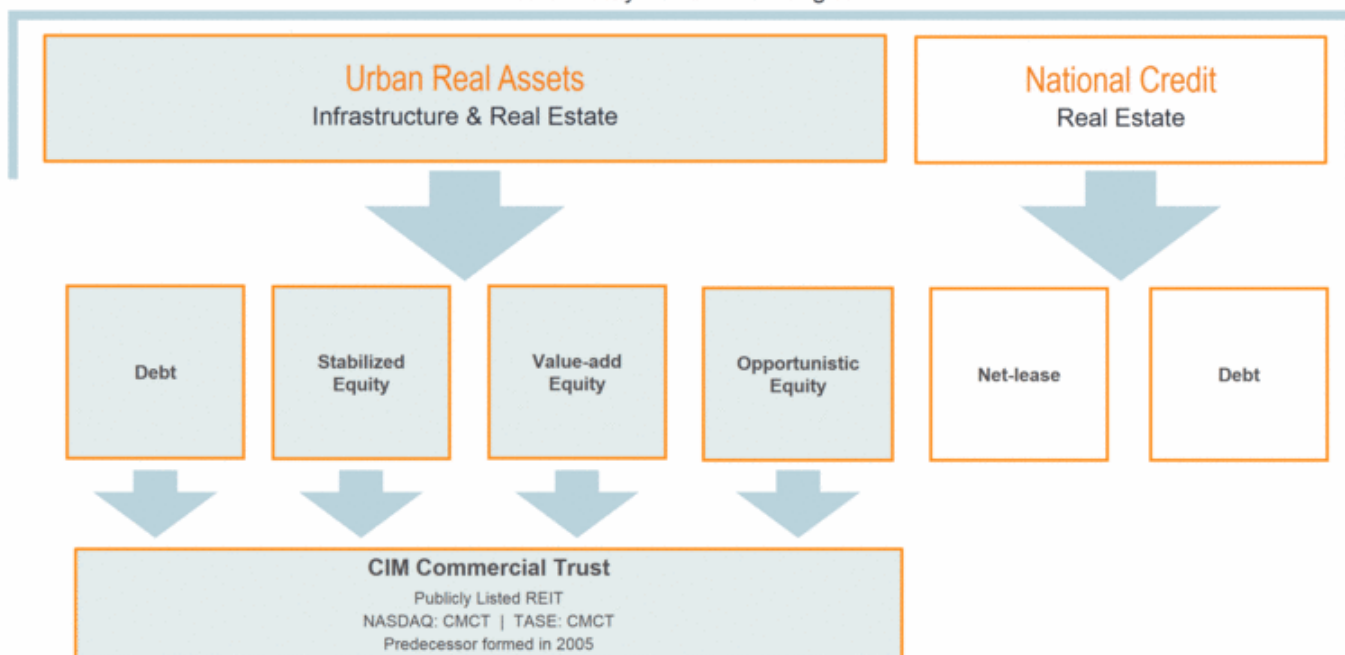 Urban Real Assets
Infrastructure & Real Estate
National Credit
Real Estate
Debt
Stabilized
Equity
Value-add
Equity
Opportunistic
Equity
Net-lease
Debt
CIM Commercial Trust
Publicly Listed REIT
NASDAQ: CMCT | TASE: CMCT
Predecessor formed in 2005